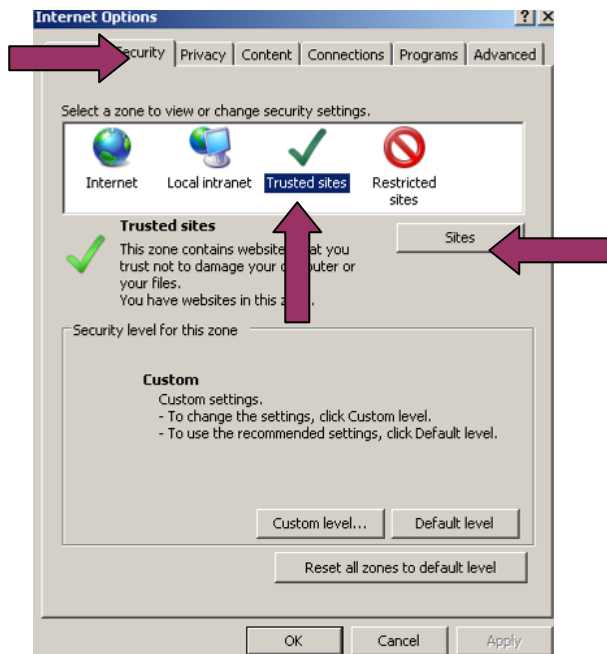 Internet Options
Security Privacy Content Connections Programs Advanced
Select a zone to view or change security settings.
Internet Local intranet Trusted sites Restricted sites
Trusted sites
Sites
This zone contains that you
trust not to damage your or
your files.
You have websites in this
Security level for this zone
Custom
Custom settings.
- To change the settings, click Custom level.
- To use the recommended settings, click Default level.
Custom level... Default level
Reset all zones to default level
OK Cancel Apply